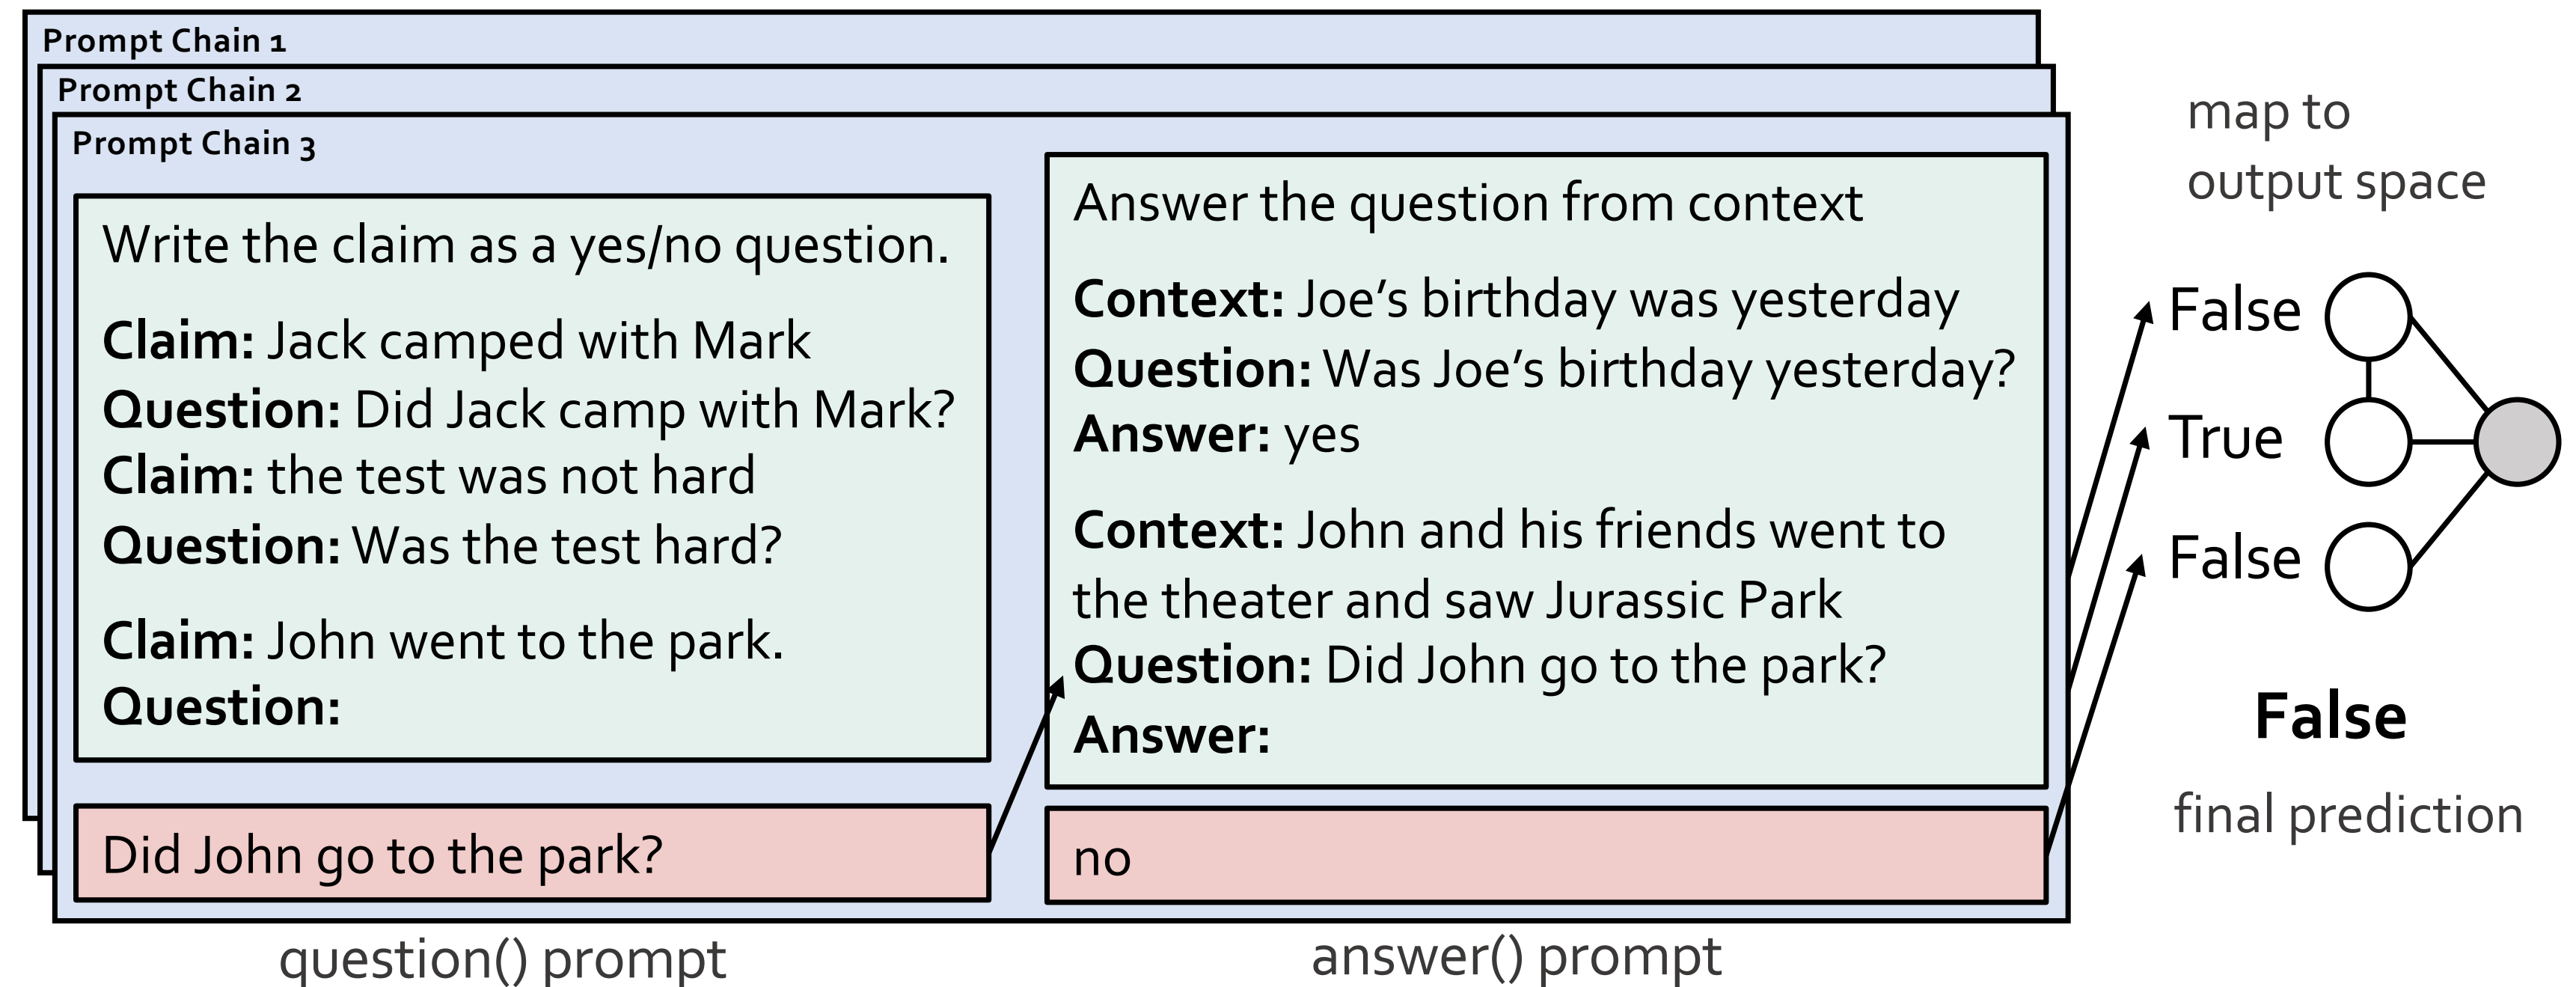 Prompt Chain 1
Prompt Chain 2
Prompt Chain 3
Write the claim as a yes/no question.
Claim: Jack camped with Mark
Question: Did Jack camp with Mark?
Claim: the test was not hard
Question: Was the test hard?
Claim: John went to the park.
Question:
Did John go to the park?
question() prompt
Answer the question from context
Context: Joe’s birthday was yesterday
Question: Was Joe’s birthday yesterday?
Answer: yes
Context: John and his friends went to
the theater and saw Jurassic Park
Question: Did John go to the park?
Answer:
no
answer() prompt
map to
output space
False
True
False
False
final prediction